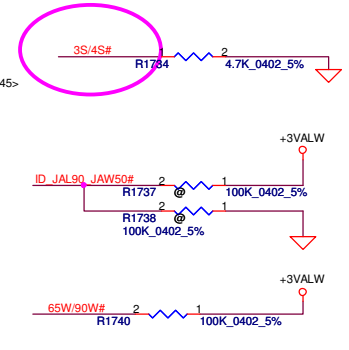 3S/4S#
1
2
R1734
4.7K_0402_5%
45>
+3VALW
ID_JAL90_JAW50#
2
1
R1737
@
100K_0402_5%
2
1
R1738
@
100K_0402_5%
+3VALW
65W/90W#
2
1
R1740
100K_0402_5%